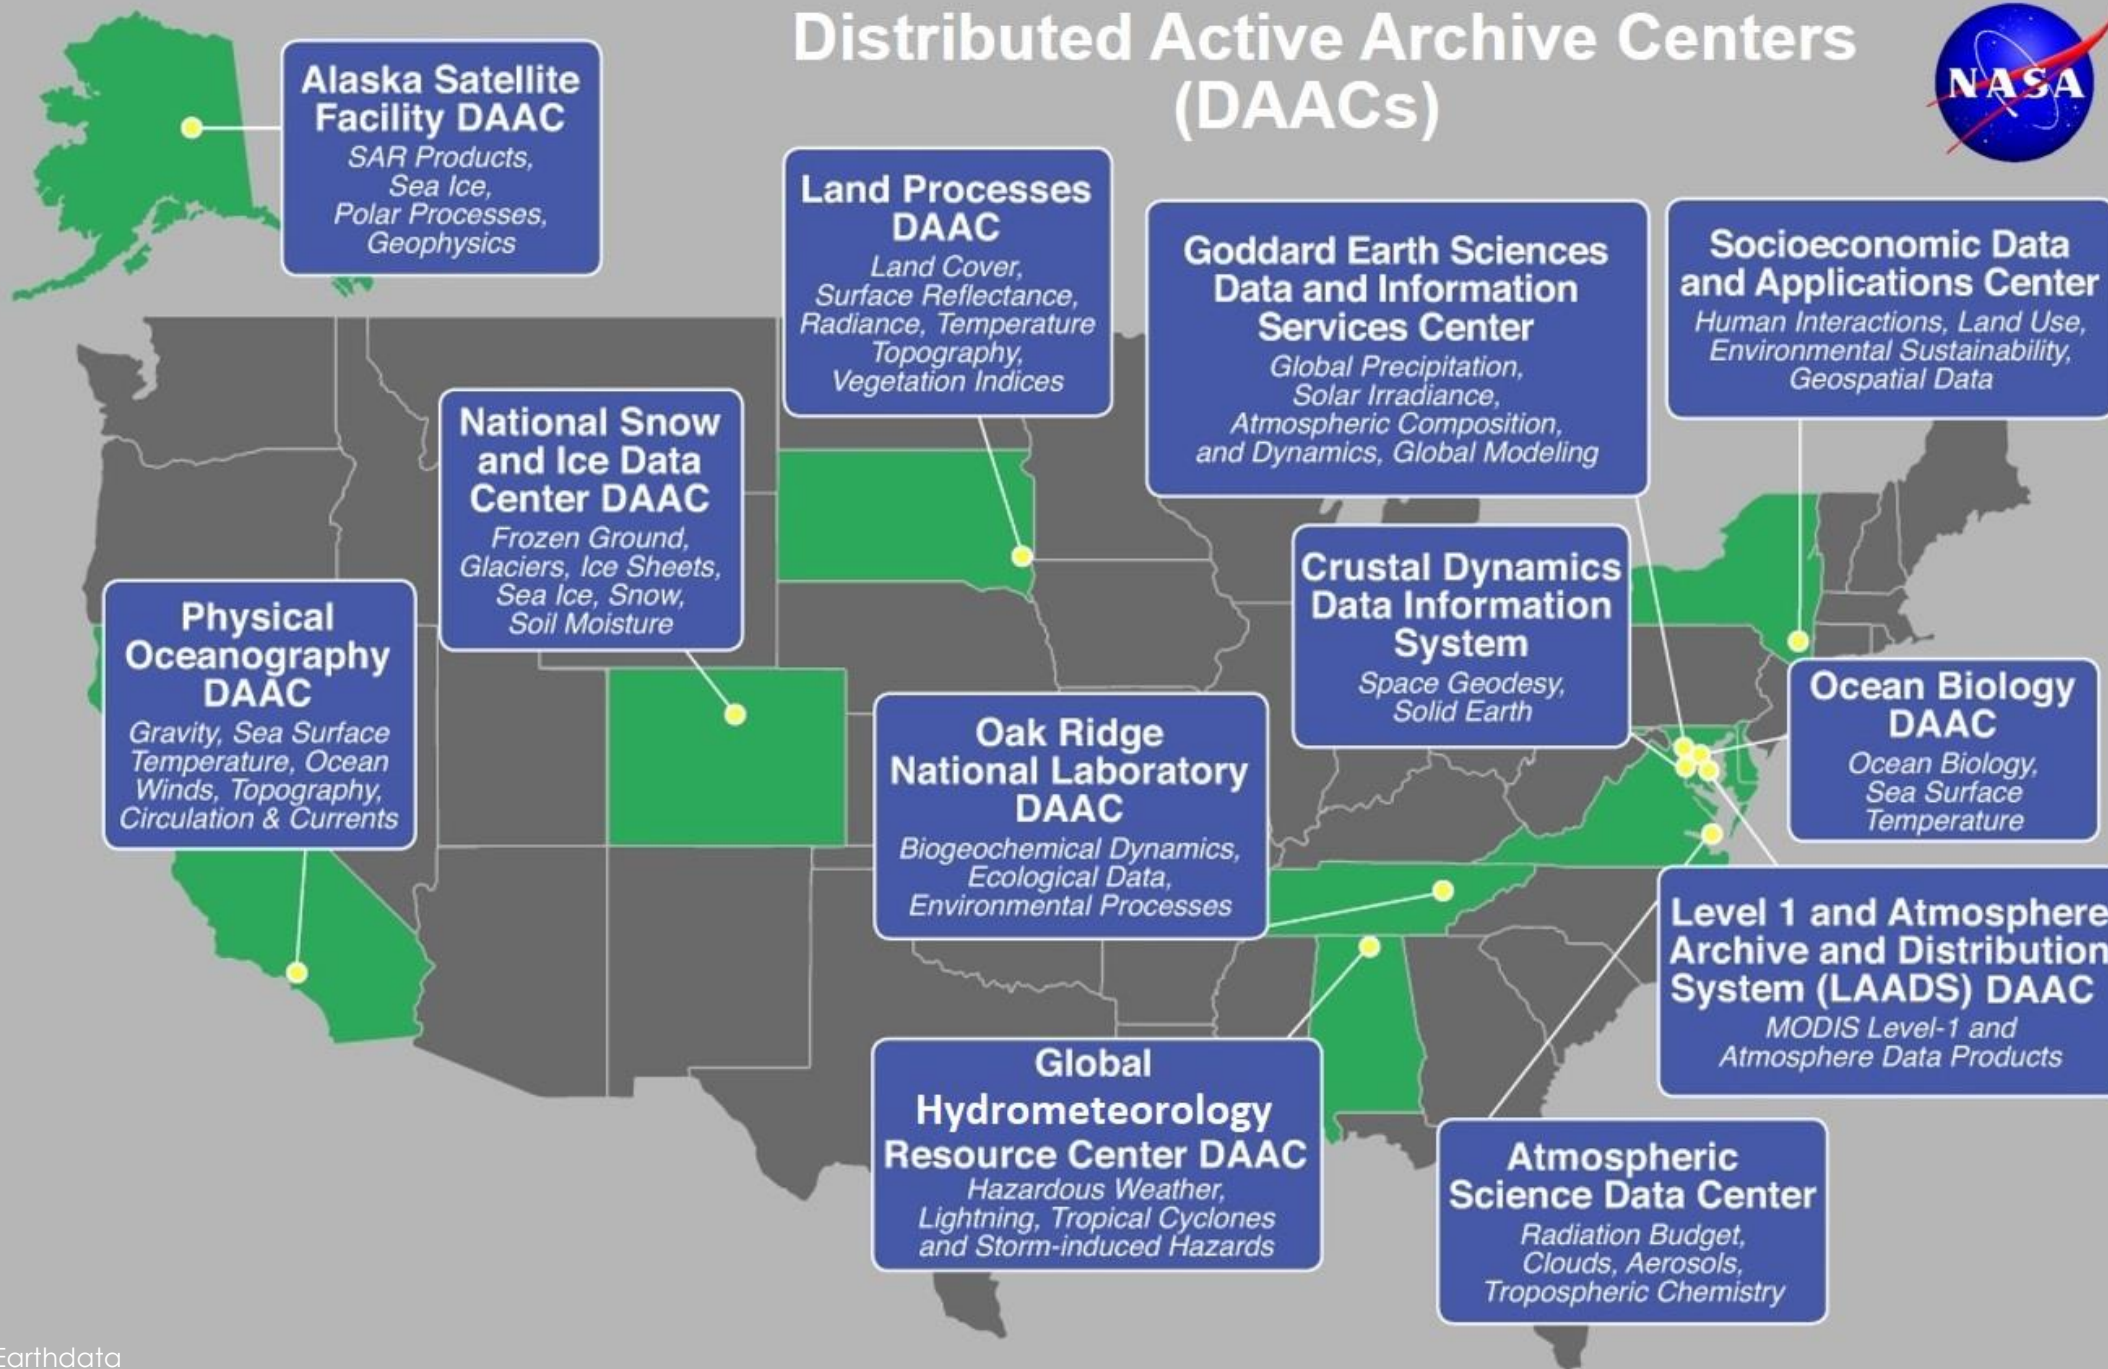 Distributed Active Archive Centers
(DAACs)
NASA
Alaska Satellite
Facility DAAC
SAR Products,
Sea Ice,
Polar Processes,
Geophysics
Land Processes
DAAC
Land Cover,
Surface Reflectance,
Radiance, Temperature
Topography,
Vegetation Indices
Goddard Earth Sciences
Data and Information
Services Center
Global Precipitation,
Solar Irradiance,
Atmospheric Composition,
and Dynamics, Global Modeling
Socioeconomic Data
and Applications Center
Human Interactions, Land Use,
Environmental Sustainability,
Geospatial Data
National Snow
and Ice Data
Center DAAC
Frozen Ground,
Glaciers, Ice Sheets,
Sea Ice, Snow,
Soil Moisture
Crustal Dynamics
Data Information
System
Space Geodesy,
Solid Earth
Physical
Oceanography
DAAC
Gravity, Sea Surface
Temperature, Ocean
Winds, Topography,
Circulation & Currents
Oak Ridge
National Laboratory
DAAC
Biogeochemical Dynamics,
Ecological Data,
Environmental Processes
Ocean Biology
DAAC
Ocean Biology,
Sea Surface
Temperature
Level 1 and Atmosphere
Archive and Distribution
System (LAADS) DAAC
MODIS Level-1 and
Atmosphere Data Products
Global
Hydrometeorology
Resource Center DAAC
Hazardous Weather,
Lightning, Tropical Cyclones
and Storm-induced Hazards
Atmospheric
Science Data Center
Radiation Budget,
Clouds, Aerosols,
Tropospheric Chemistry
Earthdata